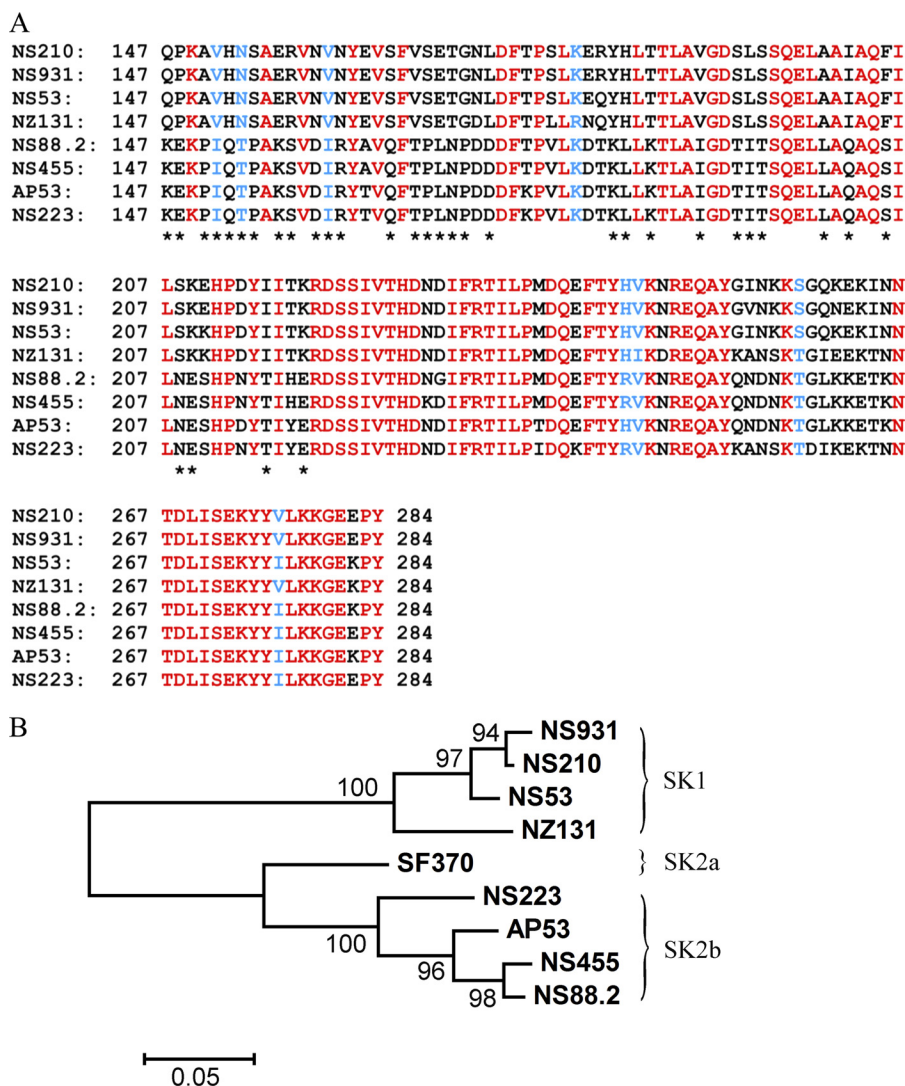 A
NS210: 147 QPKAVHNSAERVNVNYEVSFVSETGNLDFTPSLKERYHLTTLAVGDSLSSQELAAIAQFI
NS931: 147 QPKAVHNSAERVNVNYEVSFVSETGNLDFTPSLKERYHLTTLAVGDSLSSQELAAIAQFI
NS53: 147 QPKAVHNSAERVNVNYEVSFVSETGNLDFTPSLKEQYHLTTLAVGDSLSSQELAAIAQFI
NZ131: 147 QPKAVHNSAERVNVNYEVSFVSETGNLDFTPLLRNQYHLTTLAVGDSLSSQELAAIAQFI
NS88.2: 147 KEKPIQTPAKSVDIRYAVQFTPLNPDDDFTPVLKDTKLLKTLAIGDTITSQELLAQAQSI
NS455: 147 KEKPIQTPAKSVDIRYTVQFTPLNPDDDFTPVLKDTKLLKTLAIGDTITSQELLAQAQSI
AP53: 147 KEKPIQTPAKSVDIRYTVQFTPLNPDDDFKPVLKDTKLLKTLAIGDTITSQELLAQAQSI
NS223: 147 KEKPIQTPAKSVDIRYTVQFTPLNPDDDFKPVLKDTKLLKTLAIGDTITSQELLAQAQSI
** ***** ** *** * ***** * ** * * *** * * *
NS210: 207 LSKEHPDYIITKRDSSIVTHDNDIFRTILPMDQEFTYHVKNREQAYGINKKSGQKEKINN
NS931: 207 LSKEHPDYIITKRDSSIVTHDNDIFRTILPMDQEFTYHVKNREQAYGVNKKSGQNEKINN
NS53: 207 LSKKHPDYIITKRDSSIVTHDNDIFRTILPMDQEFTYHVKNREQAYGINKKSGQKEKINN
NZ131: 207 LSKKHPDYIITKRDSSIVTHDNDIFRTILPMDQEFTYHIKDREQAYKANSKTGIEEKTNN
NS88.2: 207 LNESHPNYTIHERDSSIVTHDNGIFRTILPMDQEFTYRVKNREQAYQNDNKTGLKKETKN
NS455: 207 LNESHPNYTIHERDSSIVTHDKDIFRTILPMDQEFTYRVKNREQAYQNDNKTGLKKETKN
AP53: 207 LNESHPDYTIYERDSSIVTHDNDIFRTILPTDQEFTYHVKNREQAYQNDNKTGLKEKTKN
NS223: 207 LNESHPNYTIYERDSSIVTHDNDIFRTILPIDQKFTYHVKNREQAYKANSKTDIKEKTNN
** * *
NS210: 267 TDLISEKYYVLKKGEEPY 284
NS931: 267 TDLISEKYYVLKKGEEPY 284
NS53: 267 TDLISEKYYILKKGEKPY 284
NZ131: 267 TDLISEKYYVLKKGEKPY 284
NS88.2: 267 TDLISEKYYILKKGEKPY 284
NS455: 267 TDLISEKYYILKKGEEPY 284
AP53: 267 TDLISEKYYILKKGEKPY 284
NS223: 267 TDLISEKYYILKKGEKPY 284
B
94 NS931
NS210
97
NS53
100
NZ131
SK1
SF370
SK2a
NS223
100
AP53
96
NS455
98
NS88.2
SK2b
0.05